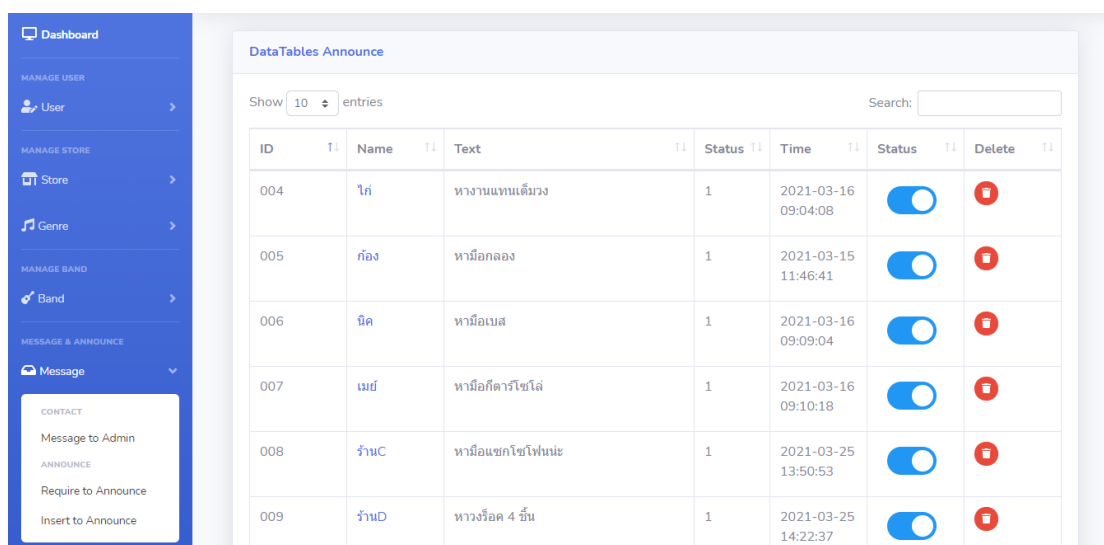 Dashboard
MANAGE USER
User
MANAGE STORE
Store
Genre
MANAGE BAND
Band
MESSAGE & ANNOUNCE
Message
CONTACT
Message to Admin
ANNOUNCE
Require to Announce
Insert to Announce
DataTables Announce
Show 10 entries
Search:
ID Name Text Status Time Status Delete
004 ไก่ หางานแทนเต็มวง 1 2021-03-16
09:04:08
005 ก้อง หามือกลอง 1 2021-03-15
11:46:41
006 นิค หามือเบส 1 2021-03-16
09:09:04
007 เมย์ หามือกีตาร์โซโล่ 1 2021-03-16
09:10:18
008 ร้านC หามือแซกโซโฟนน่ะ 1 2021-03-25
13:50:53
009 ร้านD หาวงร็อค 4 ชิ้น 1 2021-03-25
14:22:37